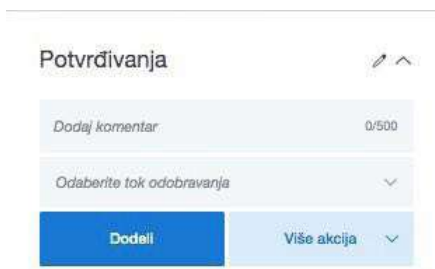 Potvrđivanja
Dodaj komentar 0/500
Odaberite tok odobravanja
Dodeli Više akcija